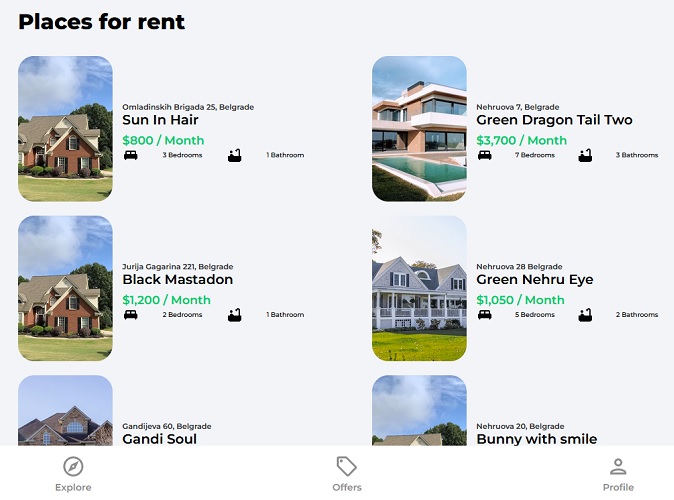 Places for rent
Omladinskih Brigada 25, Belgrade
Sun In Hair
$800 / Month
3 Bedrooms
1 Bathroom
Nehruova 7, Belgrade
Green Dragon Tail Two
$3,700 / Month
7 Bedrooms
3 Bathrooms
Jurija Gagarina 221, Belgrade
Black Mastadon
$1,200 / Month
2 Bedrooms
1 Bathroom
Nehruova 28 Belgrade
Green Nehru Eye
$1,050 / Month
5 Bedrooms
2 Bathrooms
Gandijeva 60, Belgrade
Gandi Soul
Nehruova 20, Belgrade
Bunny with smile
Explore
Offers
Profile